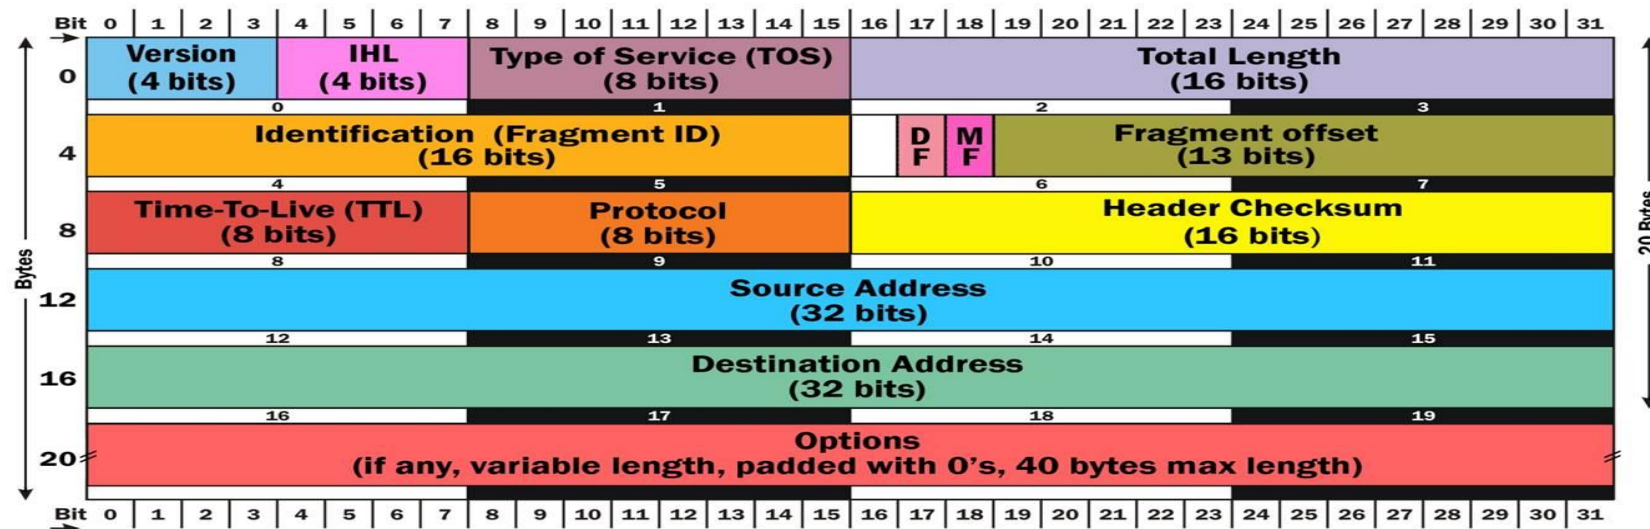 Bit 0 1 2 3 4 5 6 7 8 9 10 11 12 13 14 15 16 17 18 19 20 21 22 23 24 25 26 27 28 29 30 31
Version IHL Type of Service (TOS) Total Length
0 (4 bits) (4 bits) (8 bits) (16 bits)
0 1 2 3
Identification (Fragment ID) D M Fragment offset
4 (16 bits) F F (13 bits)
4 5 6 7
Time-To-Live (TTL) Protocol Header Checksum
8 (8 bits) (8 bits) (16 bits)
8 9 10 11
Source Address
12 (32 bits)
12 13 14 15
Destination Address
16 (32 bits)
16 17 18 19
Options
20 (if any, variable length, padded with 0's, 40 bytes max length)
Bit 0 1 2 3 4 5 6 7 8 9 10 11 12 13 14 15 16 17 18 19 20 21 22 23 24 25 26 27 28 29 30 31
Bytes
20 Bytes